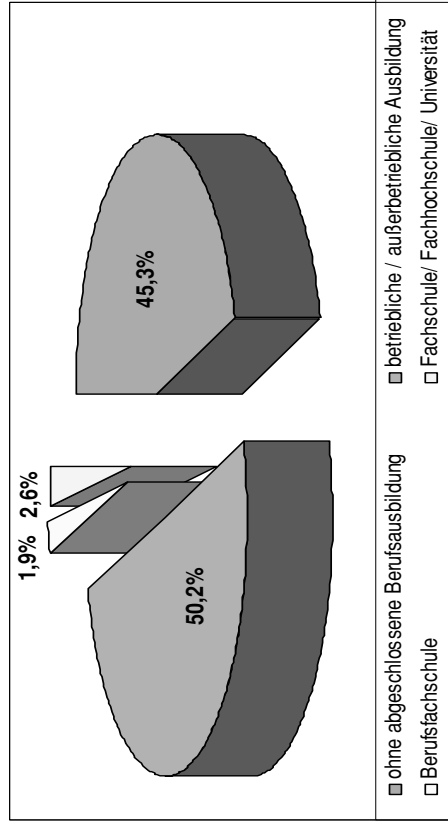 1,9%
2,6%
45,3%
50,2%
ohne abgeschlossene Berufsausbildung
betriebliche / außerbetriebliche Ausbildung
Berufsfachschule
Fachschule/ Fachhochschule/ Universität